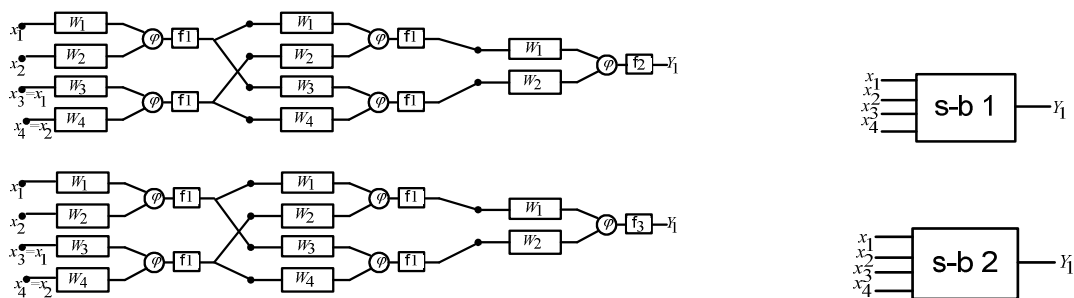 x1 W1 φ f1 W1 φ f1 W1
x2 W2 W2 W2 φ f2 Y1
x3=x1 W3 φ f1 W3 φ f1
x4=x2 W4 W4
x1 x2 x3 x4 s-b 1 Y1
x1 W1 φ f1 W1 φ f1 W1
x2 W2 W2 W2 φ f3 Y1
x3=x1 W3 φ f1 W3 φ f1
x4=x2 W4 W4
x1 x2 x3 x4 s-b 2 Y1